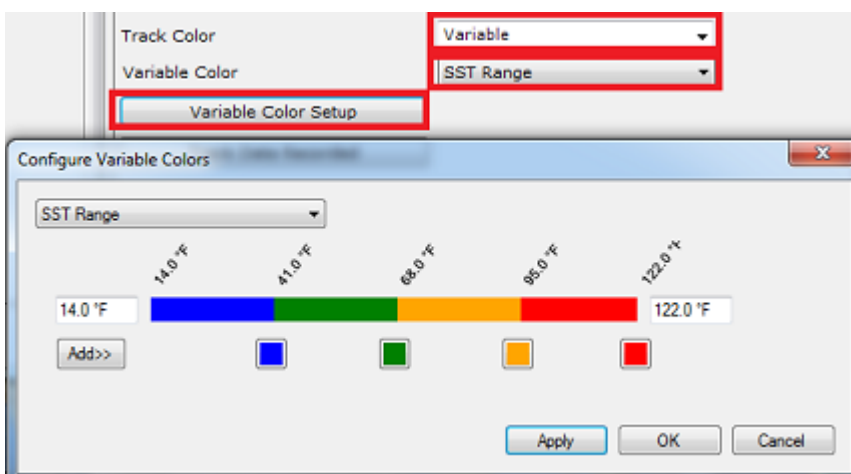 Track Color
Variable
Variable Color
SST Range
Variable Color Setup
Configure Variable Colors
SST Range
14.0 °F
41.0 °F
68.0 °F
95.0 °F
122.0 °F
14.0 °F
122.0 °F
Add>>
Apply
OK
Cancel